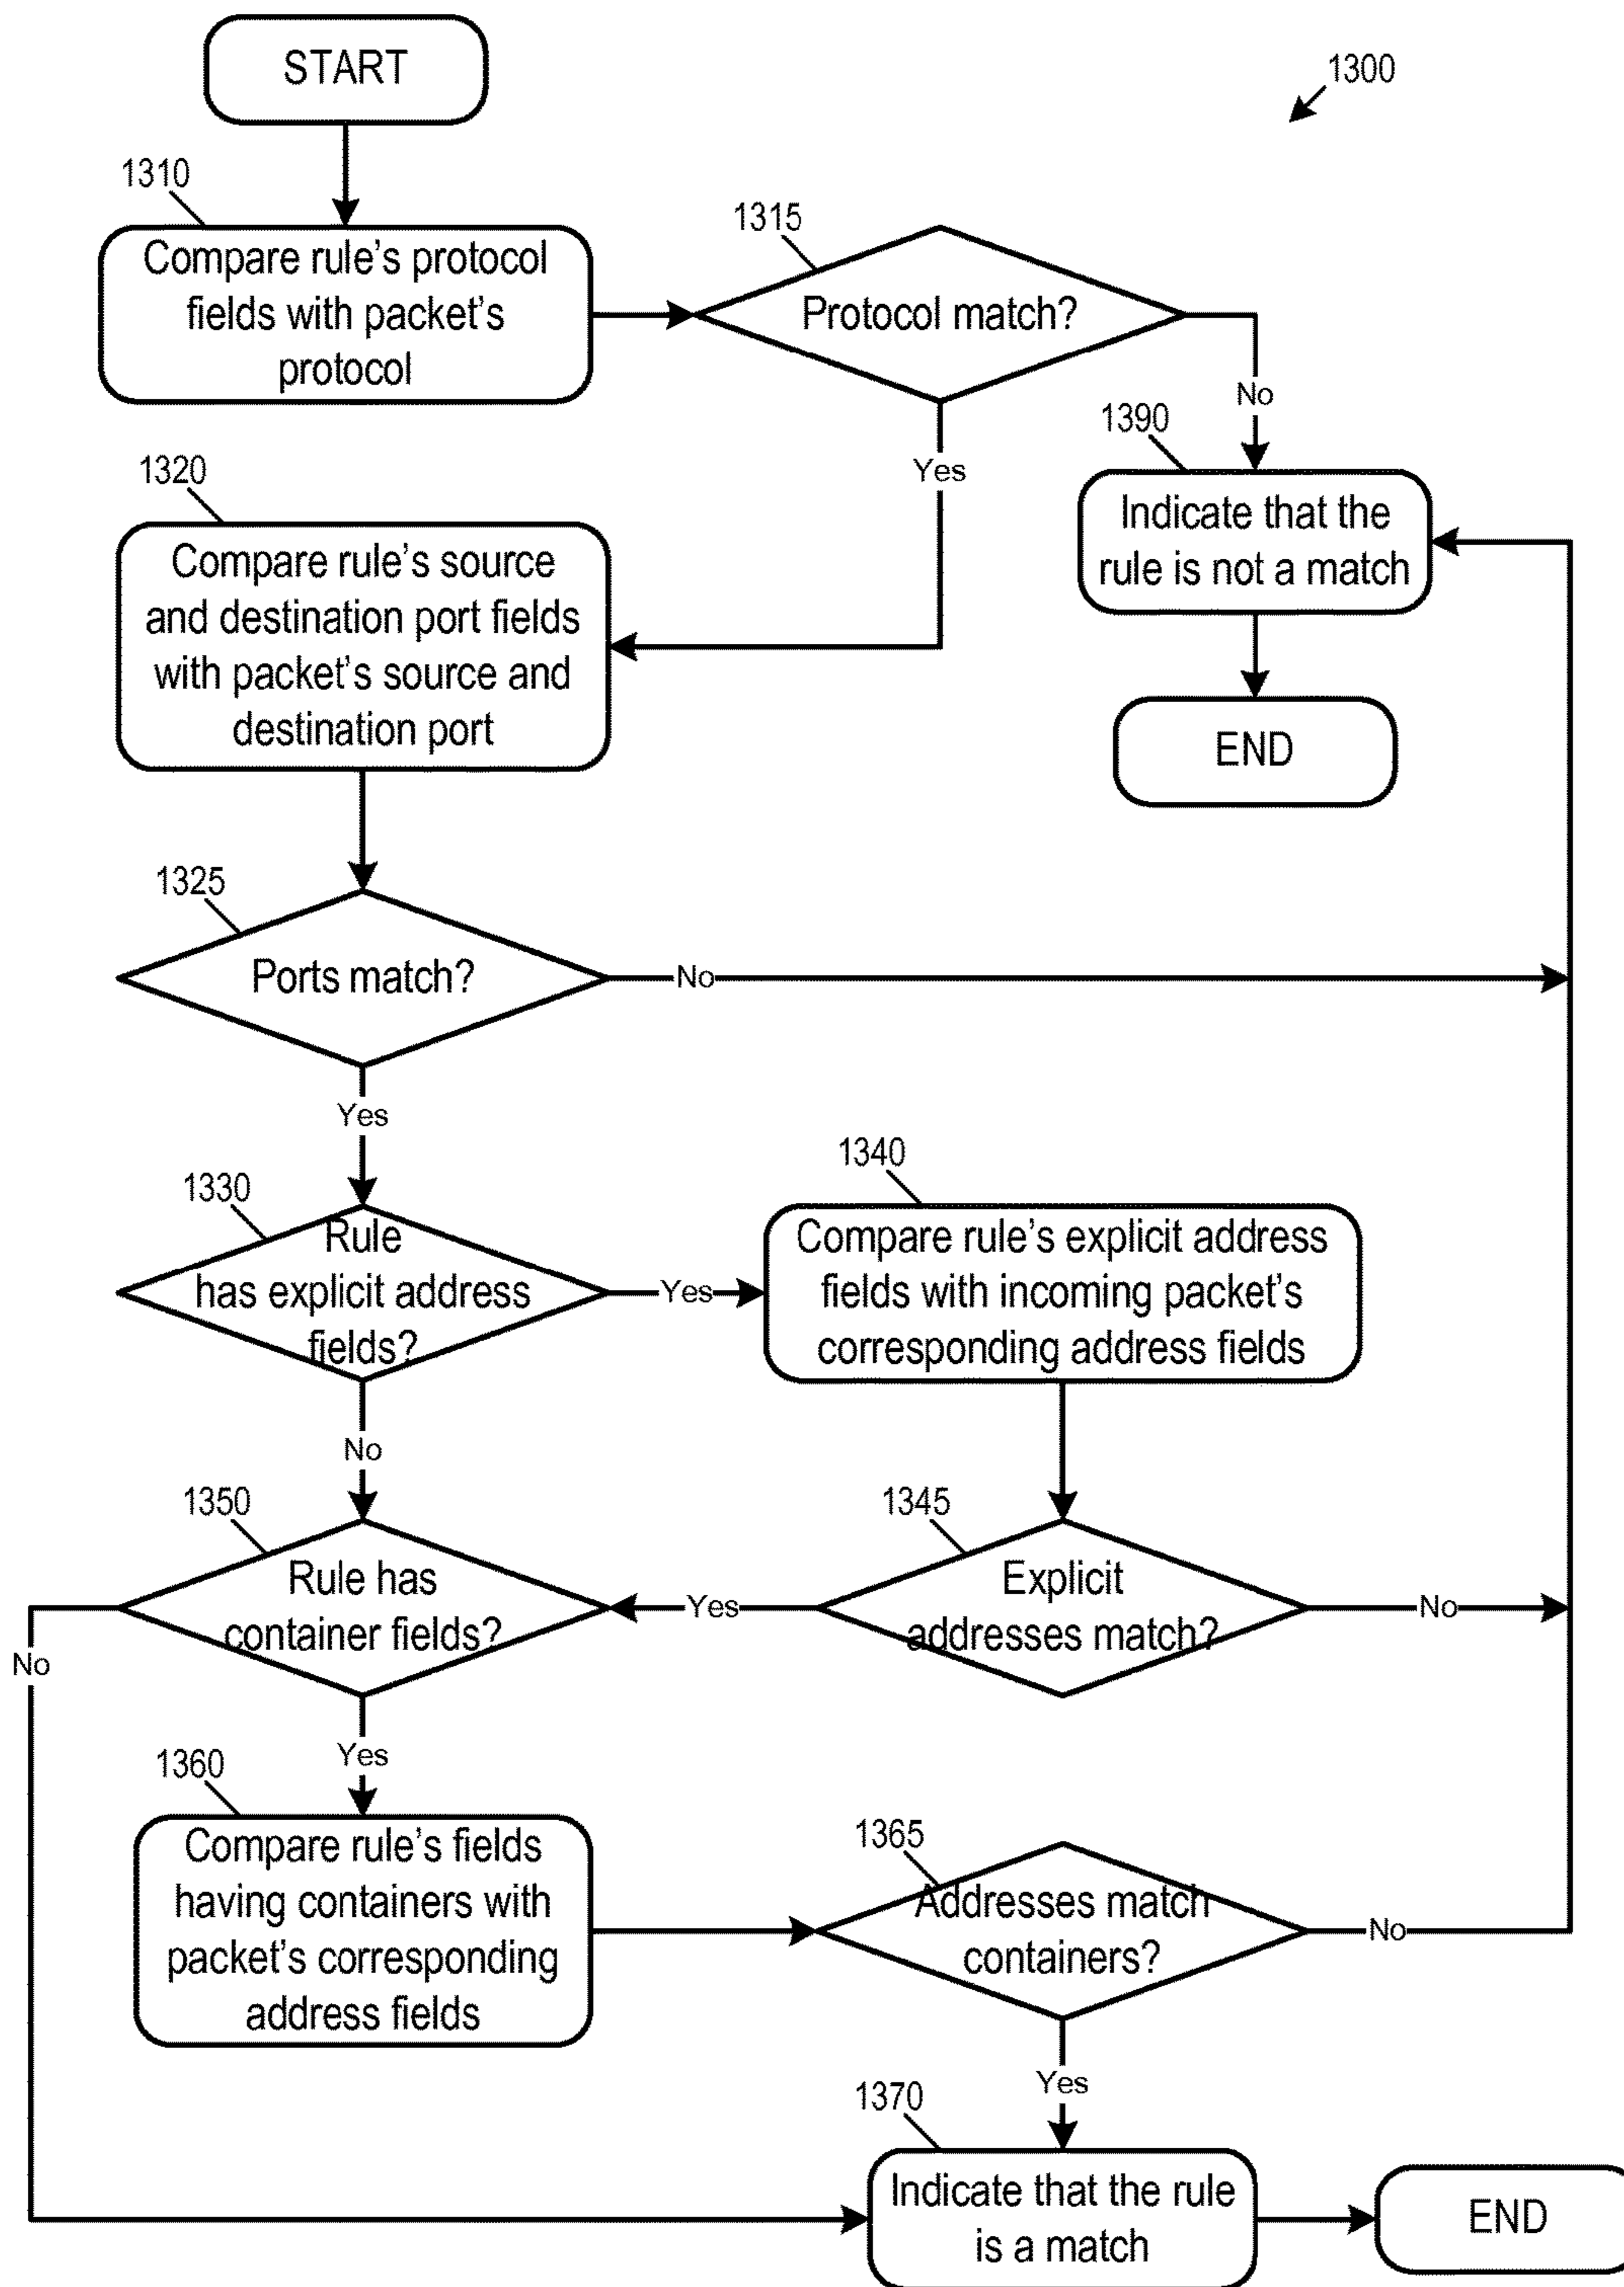 START
1300
1310
Compare rule's protocol
fields with packet's
protocol
1315
Protocol match?
No
Yes
1390
Indicate that the
rule is not a match
END
1320
Compare rule's source
and destination port fields
with packet's source and
destination port
1325
Ports match?
No
Yes
1330
Rule
has explicit address
fields?
Yes
No
1340
Compare rule's explicit address
fields with incoming packet's
corresponding address fields
1345
Explicit
addresses match?
Yes
No
1350
Rule has
container fields?
No
Yes
1360
Compare rule's fields
having containers with
packet's corresponding
address fields
1365
Addresses match
containers?
No
Yes
1370
Indicate that the rule
is a match
END